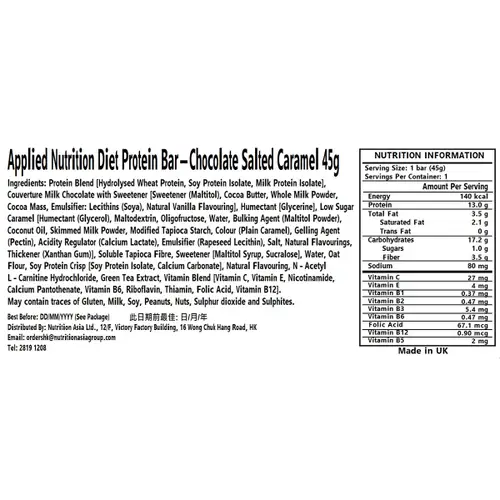 Applied Nutrition Diet Protein Bar – Chocolate Salted Caramel 45g
Ingredients: Protein Blend [Hydrolysed Wheat Protein, Soy Protein Isolate, Milk Protein Isolate],
Couverture Milk Chocolate with Sweetener [Sweetener (Maltitol), Cocoa Butter, Whole Milk Powder,
Cocoa Mass, Emulsifier: Lecithins (Soya), Natural Vanilla Flavouring], Humectant [Glycerine], Low Sugar
Caramel [Humectant (Glycerol), Maltodextrin, Oligofructose, Water, Bulking Agent (Maltitol Powder),
Coconut Oil, Skimmed Milk Powder, Modified Tapioca Starch, Colour (Plain Caramel), Gelling Agent
(Pectin), Acidity Regulator (Calcium Lactate), Emulsifier (Rapeseed Lecithin), Salt, Natural Flavourings,
Thickener (Xanthan Gum)], Soluble Tapioca Fibre, Sweetener [Maltitol Syrup, Sucralose], Water, Oat
Flour, Soy Protein Crisp [Soy Protein Isolate, Calcium Carbonate], Natural Flavouring, N – Acetyl
L – Carnitine Hydrochloride, Green Tea Extract, Vitamin Blend [Vitamin C, Vitamin E, Nicotinamide,
Calcium Pantothenate, Vitamin B6, Riboflavin, Thiamin, Folic Acid, Vitamin B12].
May contain traces of Gluten, Milk, Soy, Peanuts, Nuts, Sulphur dioxide and Sulphites.
Best Before: DD/MM/YYYY (See Package) 此日期前最佳: 日/月/年
Distributed By: Nutrition Asia Ltd., 12/F, Victory Factory Building, 16 Wong Chuk Hang Road, HK
Email: ordershk@nutritionasiagroup.com
Tel: 2819 1208
NUTRITION INFORMATION
Serving Size: 1 bar (45g)
Servings Per Container: 1
Amount Per Serving
Energy 140 kcal
Protein 13.0 g
Total Fat 3.5 g
Saturated Fat 2.1 g
Trans Fat 0 g
Carbohydrates 17.2 g
Sugars 1.0 g
Fiber 3.5 g
Sodium 80 mg
Vitamin C 27 mg
Vitamin E 4 mg
Vitamin B1 0.37 mg
Vitamin B2 0.47 mg
Vitamin B3 5.4 mg
Vitamin B6 0.47 mg
Folic Acid 67.1 mcg
Vitamin B12 0.90 mcg
Vitamin B5 2 mg
Made in UK